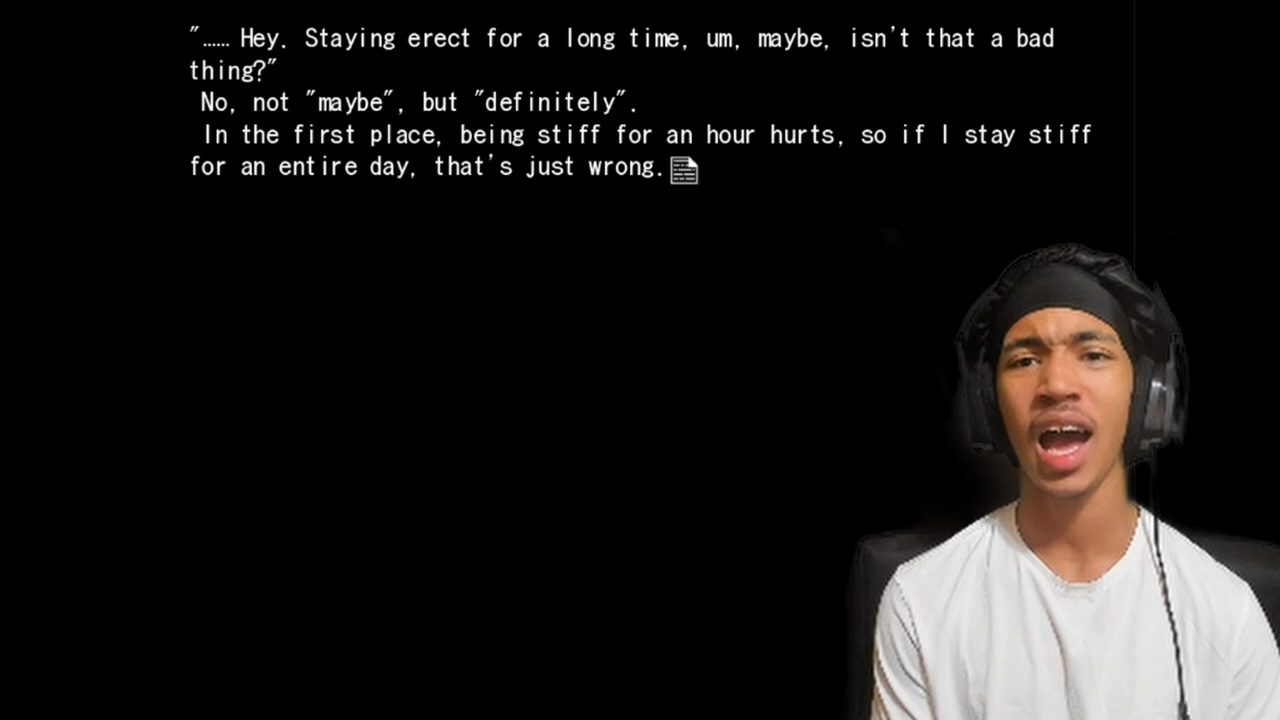 "…… Hey. Staying erect for a long time, um, maybe, isn't that a bad
thing?"
No, not "maybe", but "definitely".
In the first place, being stiff for an hour hurts, so if I stay stiff
for an entire day, that's just wrong.